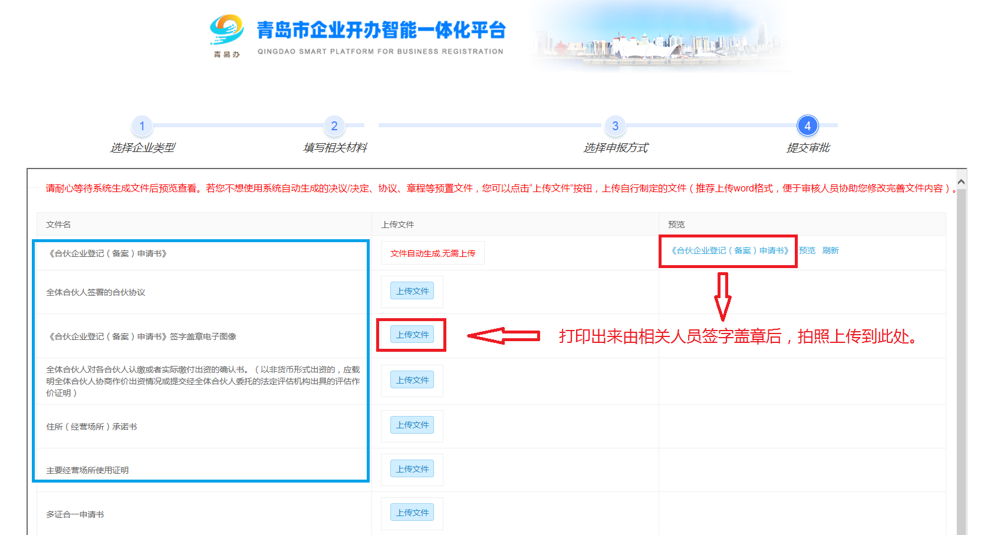 青岛市企业开办智能一体化平台
青易办
QINGDAO SMART PLATFORM FOR BUSINESS REGISTRATION
1
2
3
4
选择企业类型
填写相关材料
选择申报方式
提交审批
请耐心等待系统生成文件后预览查看。若您不想使用系统自动生成的决议/决定、协议、章程等预置文件，您可以点击“上传文件”按钮，上传自行制定的文件（推荐上传word格式，便于审核人员协助您修改完善文件内容）。
文件名
上传文件
预览
《合伙企业登记（备案）申请书》
文件自动生成,无需上传
《合伙企业登记（备案）申请书》 预览 刷新
全体合伙人签署的合伙协议
上传文件
《合伙企业登记（备案）申请书》签字盖章电子图像
上传文件
打印出来由相关人员签字盖章后，拍照上传到此处。
全体合伙人对各合伙人认缴或者实际缴付出资的确认书。（以非货币形式出资的，应载
明全体合伙人协商作价出资情况或提交经全体合伙人委托的法定评估机构出具的评估作
价证明）
上传文件
住所（经营场所）承诺书
上传文件
主要经营场所使用证明
上传文件
多证合一申请书
上传文件